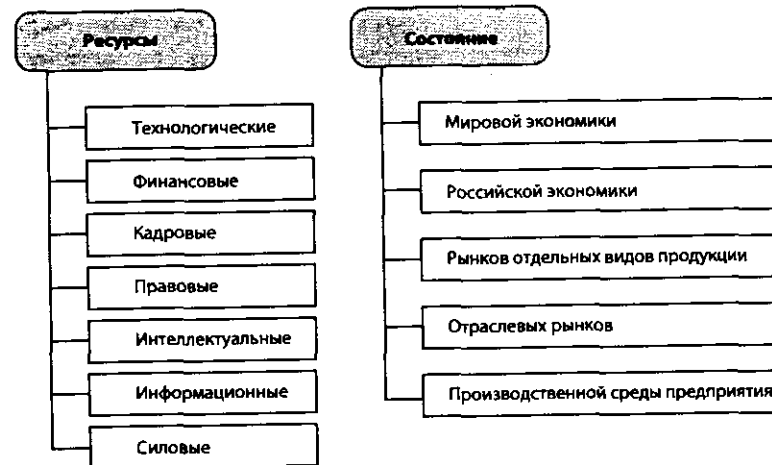 Ресурсы
Технологические
Финансовые
Кадровые
Правовые
Интеллектуальные
Информационные
Силовые
Состояние
Мировой экономики
Российской экономики
Рынков отдельных видов продукции
Отраслевых рынков
Производственной среды предприятия